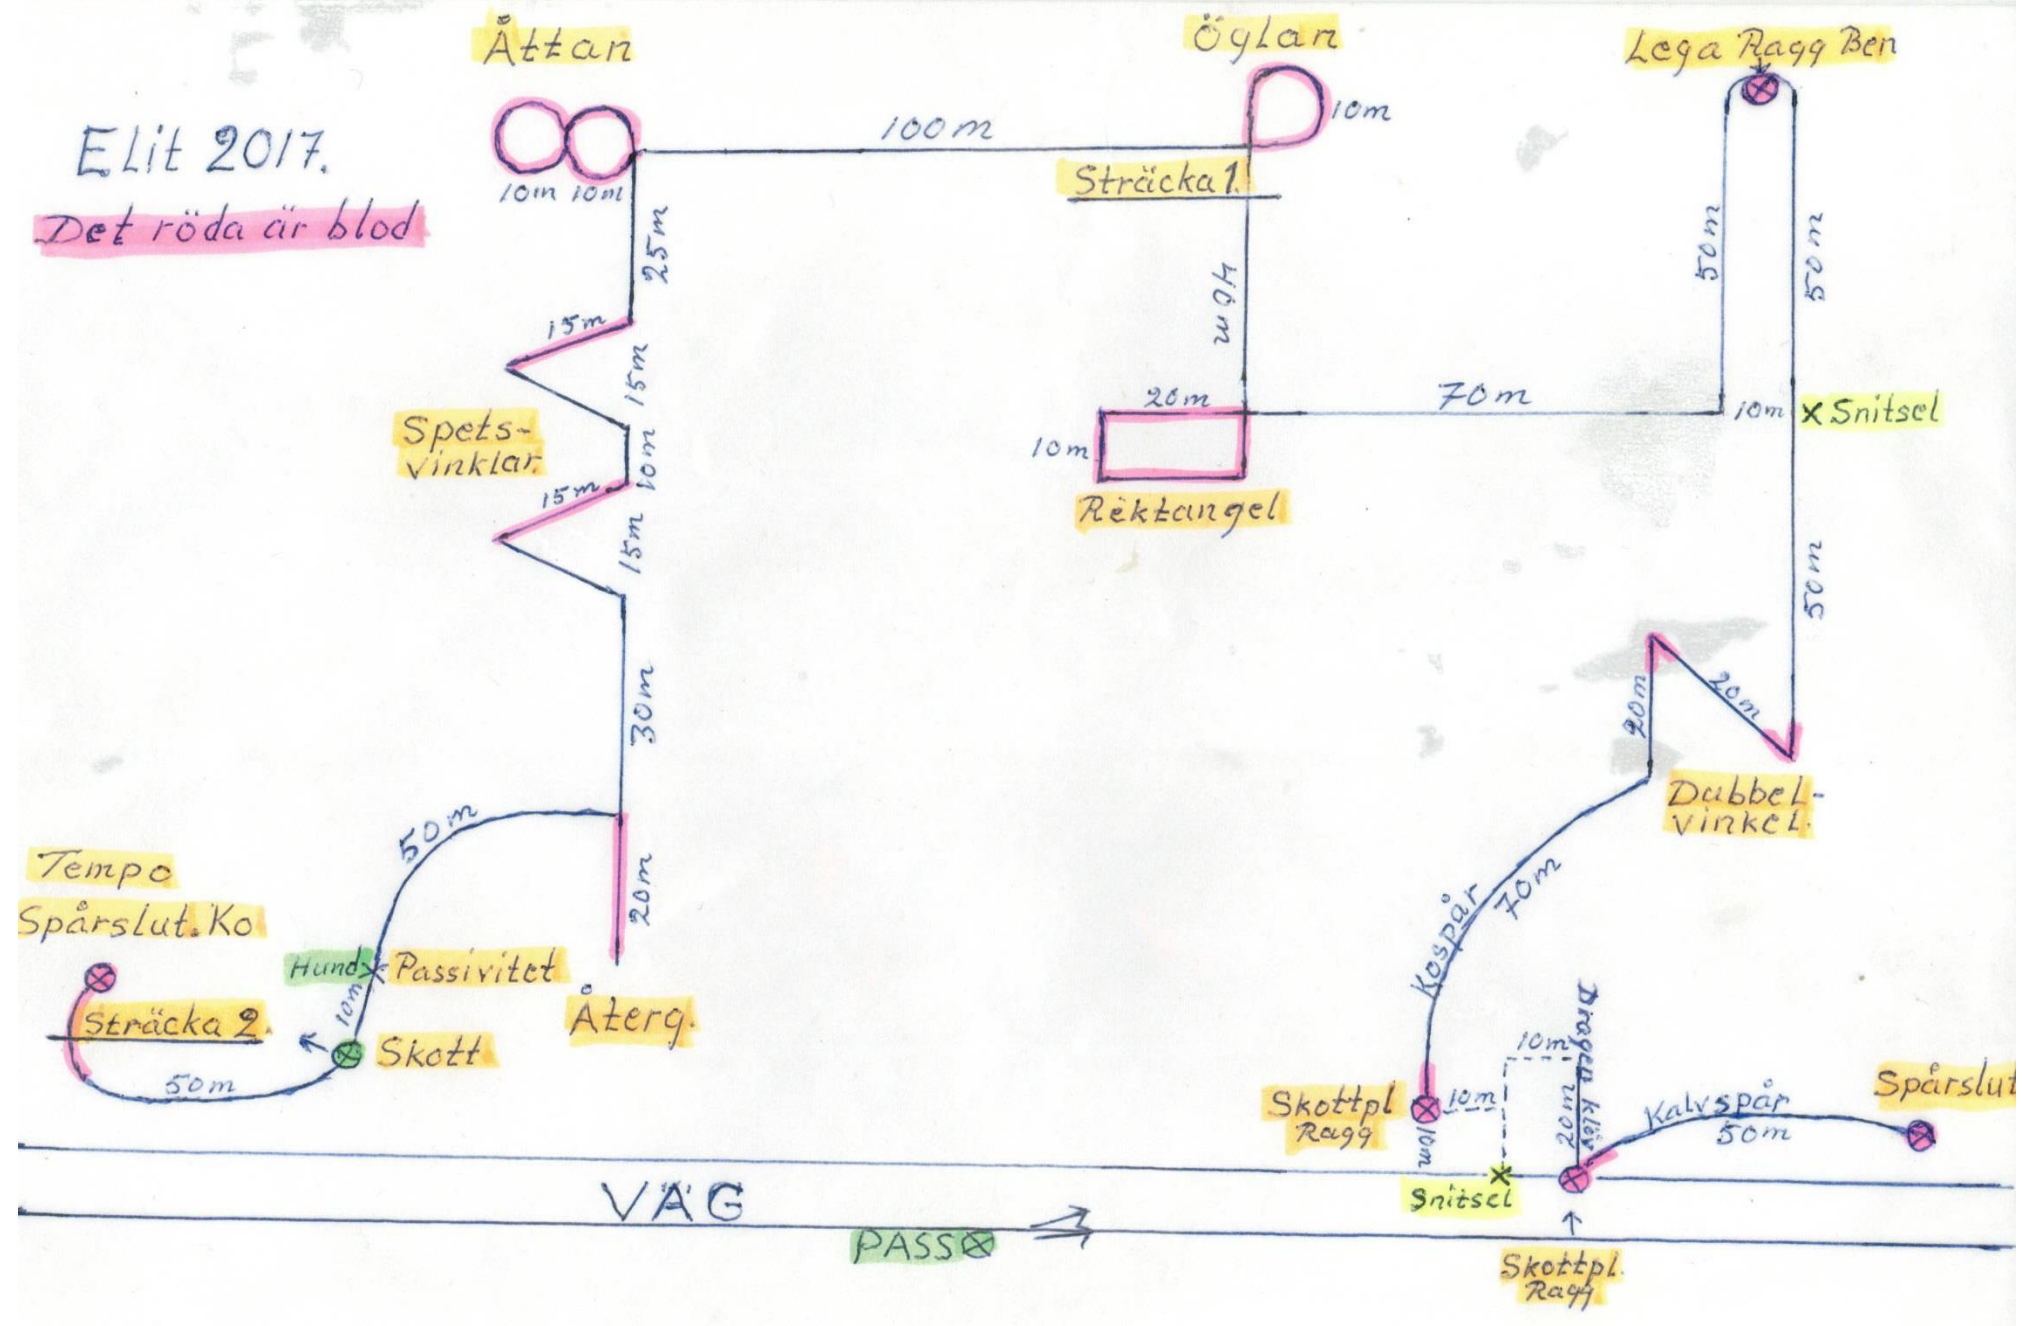 Åttan
Öglan
Lega Ragg Ben
Elit 2017.
Det röda är blod
10m 10m
100m
10m
Sträcka 1.
25m
40m
50m
50m
15m
15m
Spets-
vinklar.
10m
15m
15m
20m
10m
Rektangel
70m
10m
x Snitsel
50m
30m
20m
20m
Dubbel-
vinkel.
50m
20m
Tempo
Spårslut. Ko
Hund
Passivitet
10m
Sträcka 2.
Skott
50m
Återg.
Kospår
70m
Dragen klöv
10m
20m
Skottpl
Ragg
10m
10m
Kalvspår
50m
Spårslut
Snitsel
VÄG
PASS
Skottpl.
Ragg